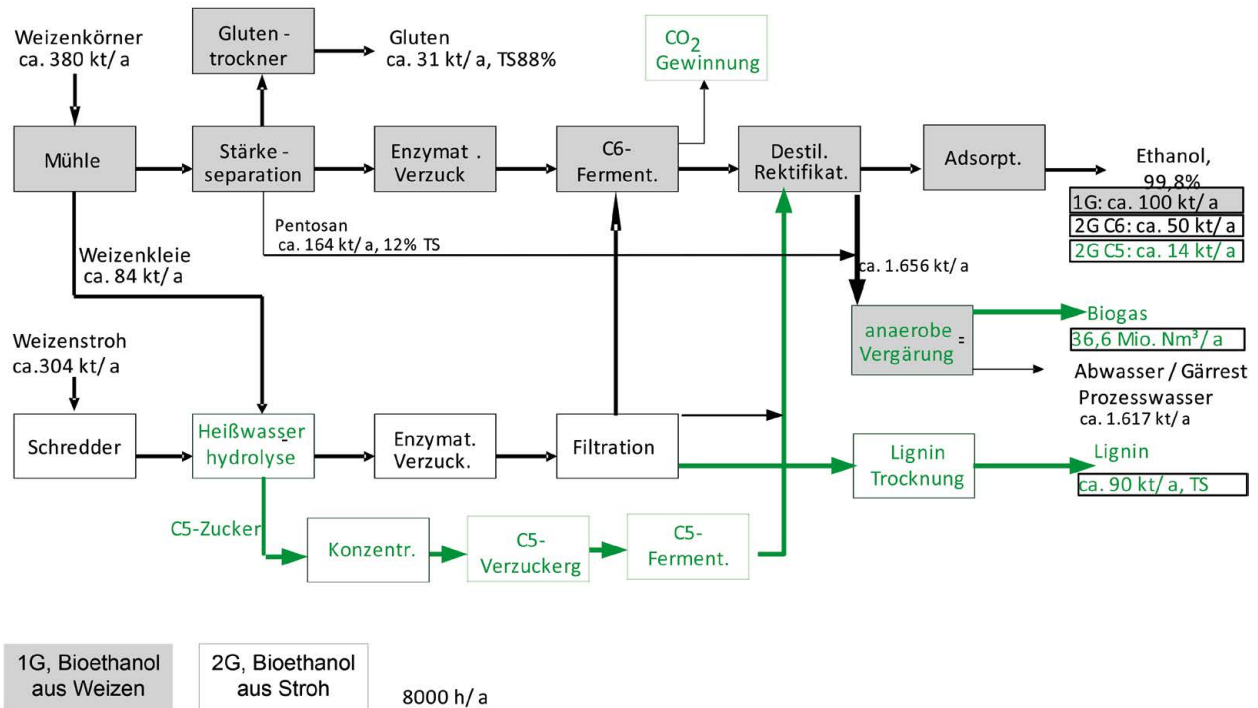 Weizenkörner
ca. 380 kt/ a
Gluten -
trockner
Gluten
ca. 31 kt/ a, TS88%
CO2
Gewinnung
Mühle
Stärke -
separation
Enzymat .
Verzuck
C6-
Ferment.
Destil.
Rektifikat.
Adsorpt.
Ethanol,
99,8%
1G: ca. 100 kt/ a
2G C6: ca. 50 kt/ a
2G C5: ca. 14 kt/ a
Pentosan
ca. 164 kt/ a, 12% TS
Weizenkleie
ca. 84 kt/ a
ca. 1.656 kt/ a
anaerobe
Vergärung
Biogas
36,6 Mio. Nm³/ a
Abwasser / Gärrest
Prozesswasser
ca. 1.617 kt/ a
Weizenstroh
ca.304 kt/ a
Schredder
Heißwasser
hydrolyse
Enzymat.
Verzuck.
Filtration
Lignin
Trocknung
Lignin
ca. 90 kt/ a, TS
C5-Zucker
Konzentr.
C5-
Verzuckerg
C5-
Ferment.
1G, Bioethanol
aus Weizen
2G, Bioethanol
aus Stroh
8000 h/ a